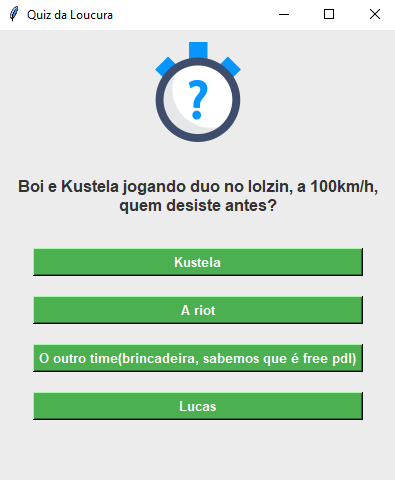 Quiz da Loucura
?
Boi e Kustela jogando duo no lolzin, a 100km/h,
quem desiste antes?
Kustela
A riot
O outro time(brincadeira, sabemos que é free pdl)
Lucas